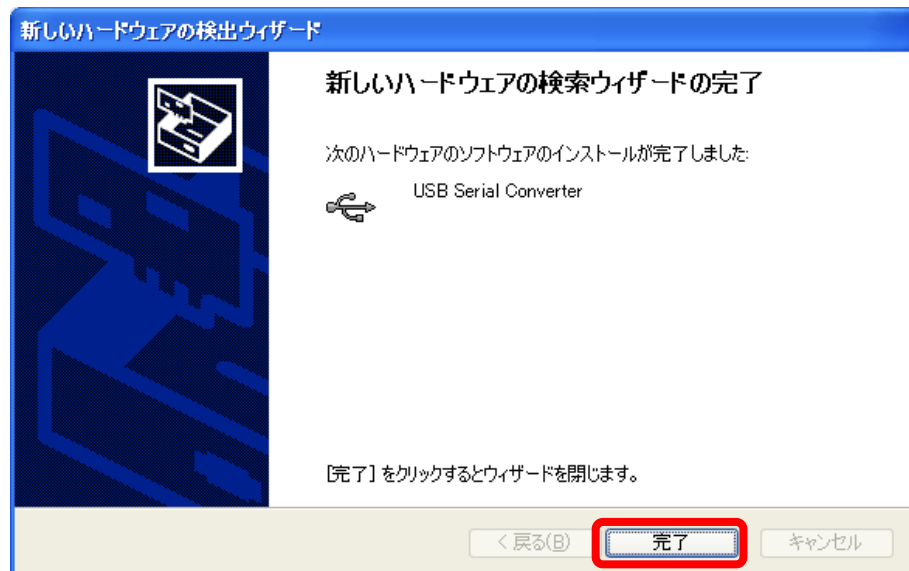 新しいハードウェアの検出ウィザード
新しいハードウェアの検索ウィザードの完了
次のハードウェアのソフトウェアのインストールが完了しました:
USB Serial Converter
[完了] をクリックするとウィザードを閉じます。
< 戻る(B) 完了 キャンセル